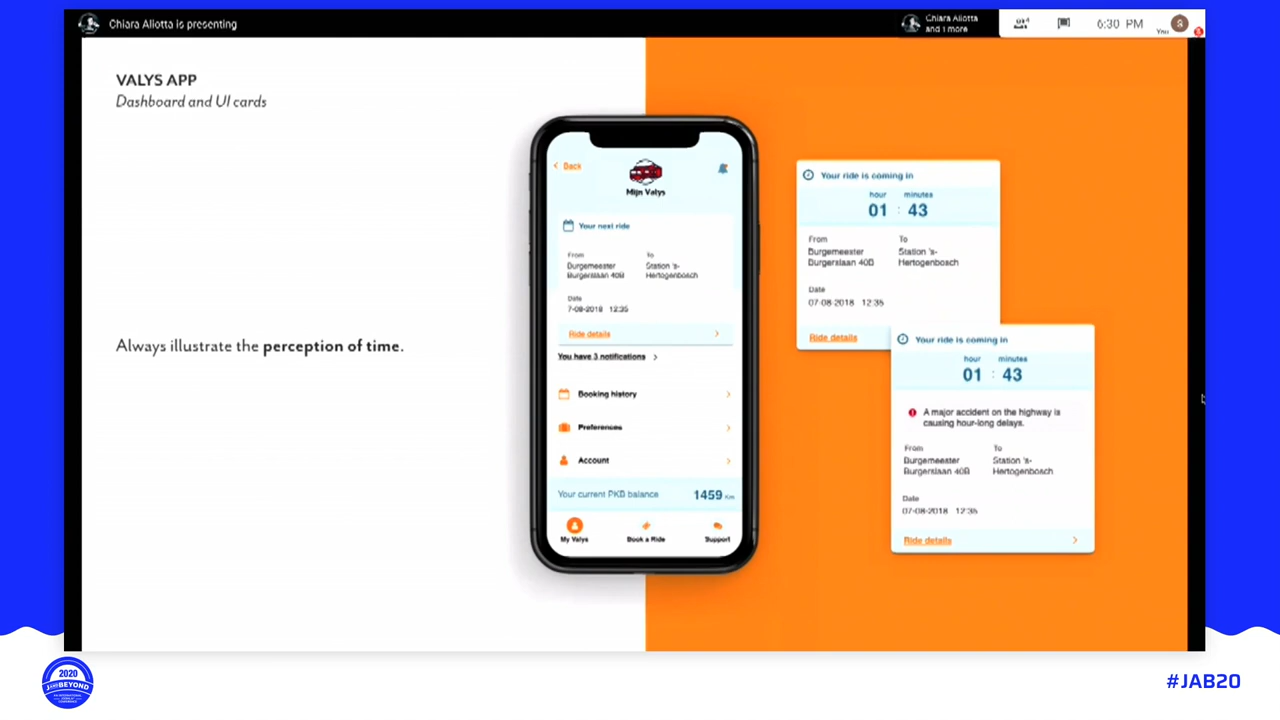 Chiara Aliotta is presenting
Chiara Aliotta
and 1 more
6:30 PM
You
S
VALYS APP
Dashboard and UI cards
Always illustrate the perception of time.
Back
Mijn Valys
Your next ride
From
To
Burgemeester
Burgerslaan 40B
Station 's-
Hertogenbosch
Date
7-08-2018 12:35
Ride details
You have 3 notifications
Booking history
Preferences
Account
Your current PKB balance
1459 Km
My Valys
Book a Ride
Support
Your ride is coming in
hour minutes
01 : 43
From
To
Burgemeester
Burgerslaan 40B
Station 's-
Hertogenbosch
Date
07-08-2018 12:35
Ride details
Your ride is coming in
hour minutes
01 : 43
A major accident on the highway is
causing hour-long delays.
From
To
Burgemeester
Burgerslaan 40B
Station 's-
Hertogenbosch
Date
07-08-2018 12:35
Ride details
2020
JANDBEYOND
#JAB20